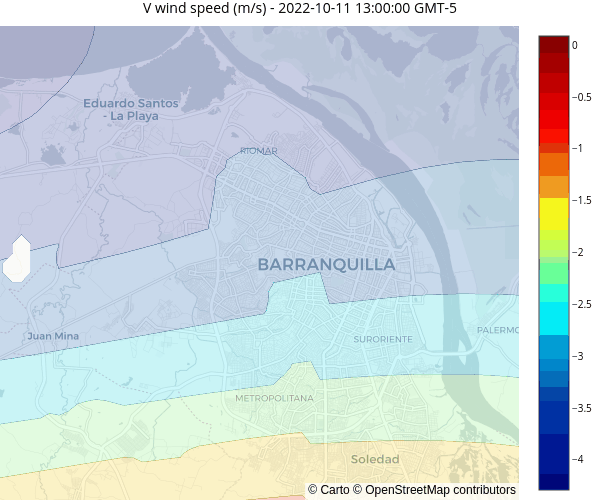 V wind speed (m/s) - 2022-10-11 13:00:00 GMT-5
0
−0.5
−1
−1.5
−2
−2.5
−3
−3.5
−4
Eduardo Santos
- La Playa
RIOMAR
BARRANQUILLA
Juan Mina
SURORIENTE
PALERMO
METROPOLITANA
Soledad
© Carto © OpenStreetMap contributors